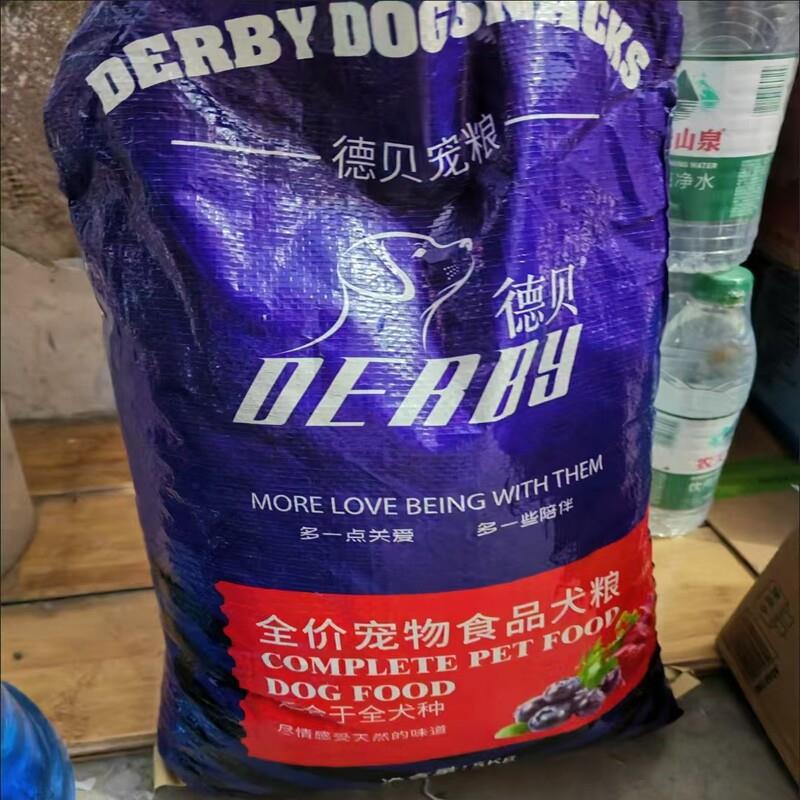 DERBY DOGSNACKS
德贝宠粮
德贝
DERBY
MORE LOVE BEING WITH THEM
多一点关爱 多一些陪伴
全价宠物食品犬粮
COMPLETE PET FOOD
DOG FOOD
合于全犬种
尽情感受天然的味道
山泉
净水